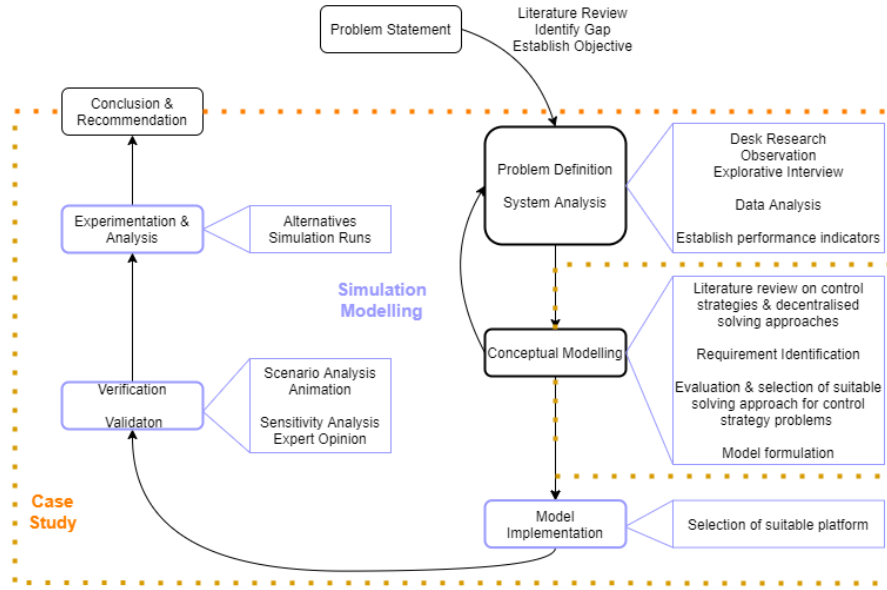 Problem Statement
Literature Review
Identify Gap
Establish Objective
Conclusion &
Recommendation
Problem Definition
System Analysis
Desk Research
Observation
Explorative Interview
Data Analysis
Establish performance indicators
Experimentation &
Analysis
Alternatives
Simulation Runs
Simulation
Modelling
Conceptual Modelling
Literature review on control
strategies & decentralised
solving approaches
Requirement Identification
Evaluation & selection of suitable
solving approach for control
strategy problems
Model formulation
Verification
Validaton
Scenario Analysis
Animation
Sensitivity Analysis
Expert Opinion
Case
Study
Model
Implementation
Selection of suitable platform